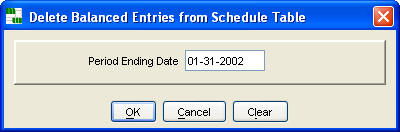 Delete Balanced Entries from Schedule Table
Period Ending Date 01-31-2002
OK Cancel Clear